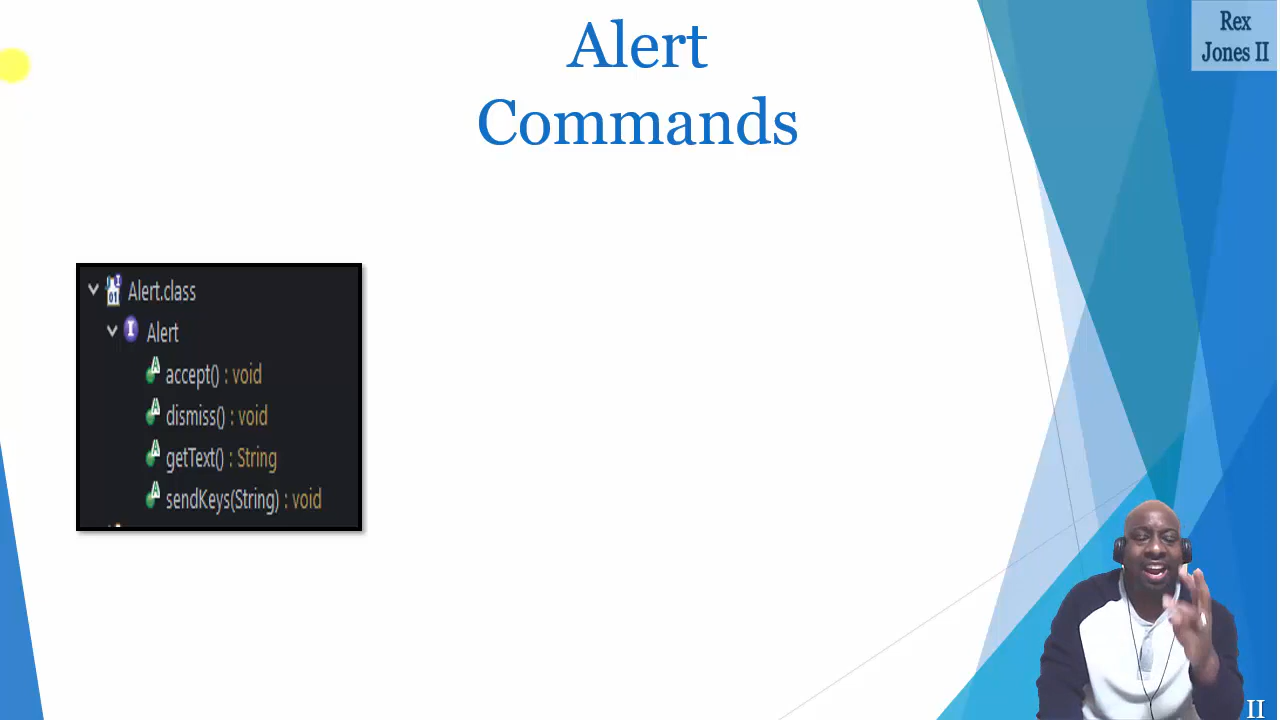 Alert
Commands
Rex
Jones II
Alert.class
Alert
accept() : void
dismiss() : void
getText() : String
sendKeys(String) : void
II